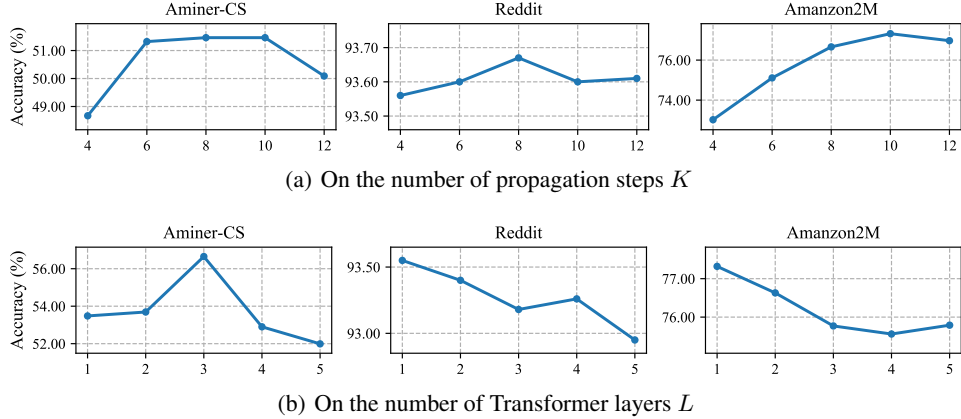 Aminer-CS Reddit Amanzon2M
Accuracy (%)
51.00
50.00
49.00
4 6 8 10 12
93.70
93.60
93.50
4 6 8 10 12
76.00
74.00
4 6 8 10 12
(a) On the number of propagation steps K
Aminer-CS Reddit Amanzon2M
Accuracy (%)
56.00
54.00
52.00
1 2 3 4 5
93.50
93.00
1 2 3 4 5
77.00
76.00
1 2 3 4 5
(b) On the number of Transformer layers L